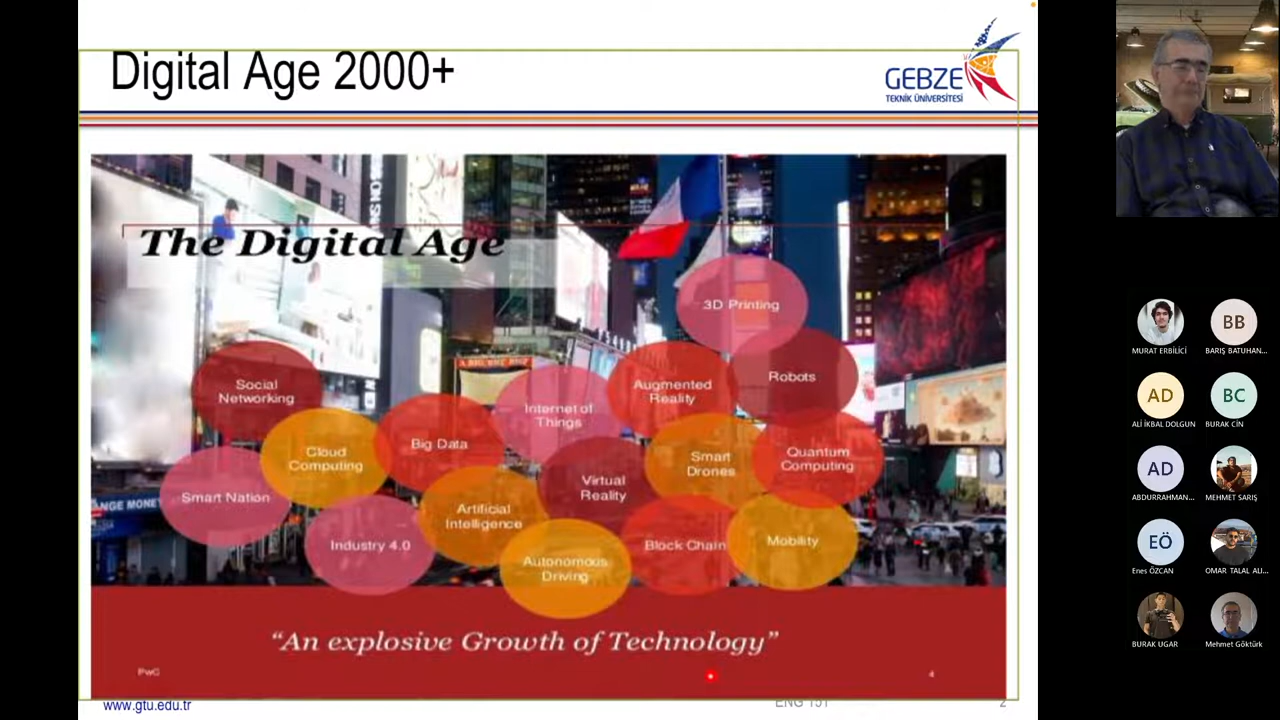 Digital Age 2000+
GEBZE
TEKNİK ÜNİVERSİTESİ
The Digital Age
3D Printing
Social
Networking
Augmented
Reality
Robots
Internet of
Things
Cloud
Computing
Big Data
Smart
Drones
Quantum
Computing
Virtual
Reality
Smart Nation
Artificial
Intelligence
Industry 4.0
Autonomous
Driving
Block Chain
Mobility
ANGE MONEY
"An explosive Growth of Technology"
PwC
4
www.gtu.edu.tr
ENG 151
2
MURAT ERBİLİCİ
BB
BARIŞ BATUHAN...
AD
ALİ İKBAL DOLGUN
BC
BURAK CİN
AD
ABDURRAHMAN...
MEHMET SARIŞ
EÖ
Enes ÖZCAN
OMAR TALAL ALI...
BURAK UGAR
Mehmet Göktürk